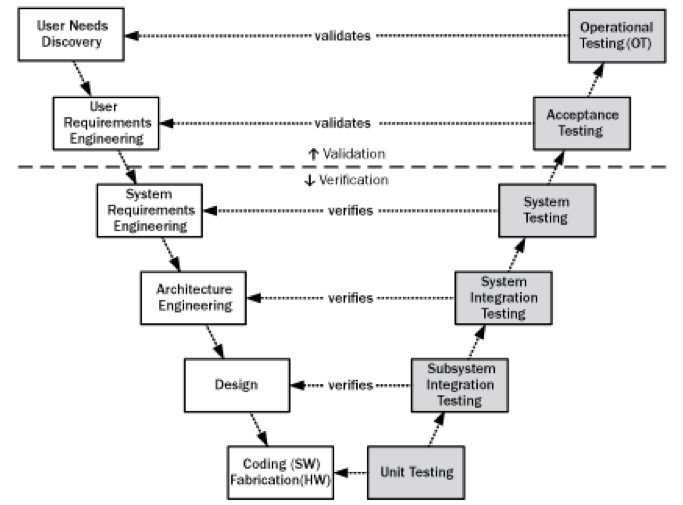 User Needs
Discovery
validates
Operational
Testing (OT)
User
Requirements
Engineering
validates
Acceptance
Testing
↑ Validation
↓ Verification
System
Requirements
Engineering
verifies
System
Testing
Architecture
Engineering
verifies
System
Integration
Testing
Design
verifies
Subsystem
Integration
Testing
Coding (SW)
Fabrication(HW)
Unit Testing